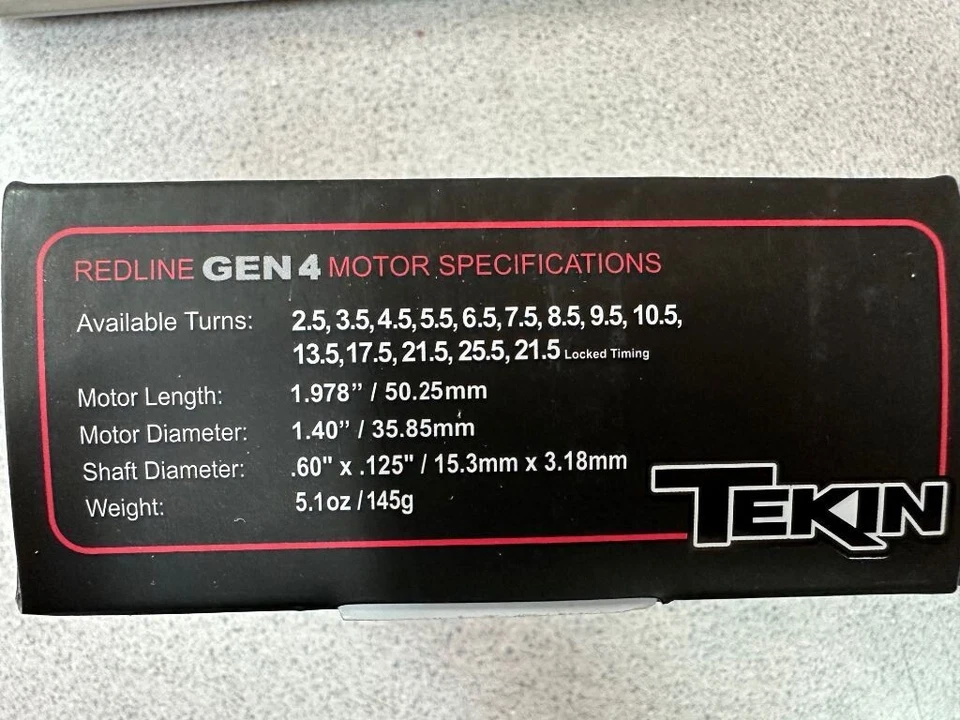 REDLINE GEN 4 MOTOR SPECIFICATIONS
Available Turns: 2.5, 3.5, 4.5, 5.5, 6.5, 7.5, 8.5, 9.5, 10.5,
13.5, 17.5, 21.5, 25.5, 21.5 Locked Timing
Motor Length: 1.978” / 50.25mm
Motor Diameter: 1.40” / 35.85mm
Shaft Diameter: .60" x .125" / 15.3mm x 3.18mm
Weight: 5.1oz / 145g
TEKIN